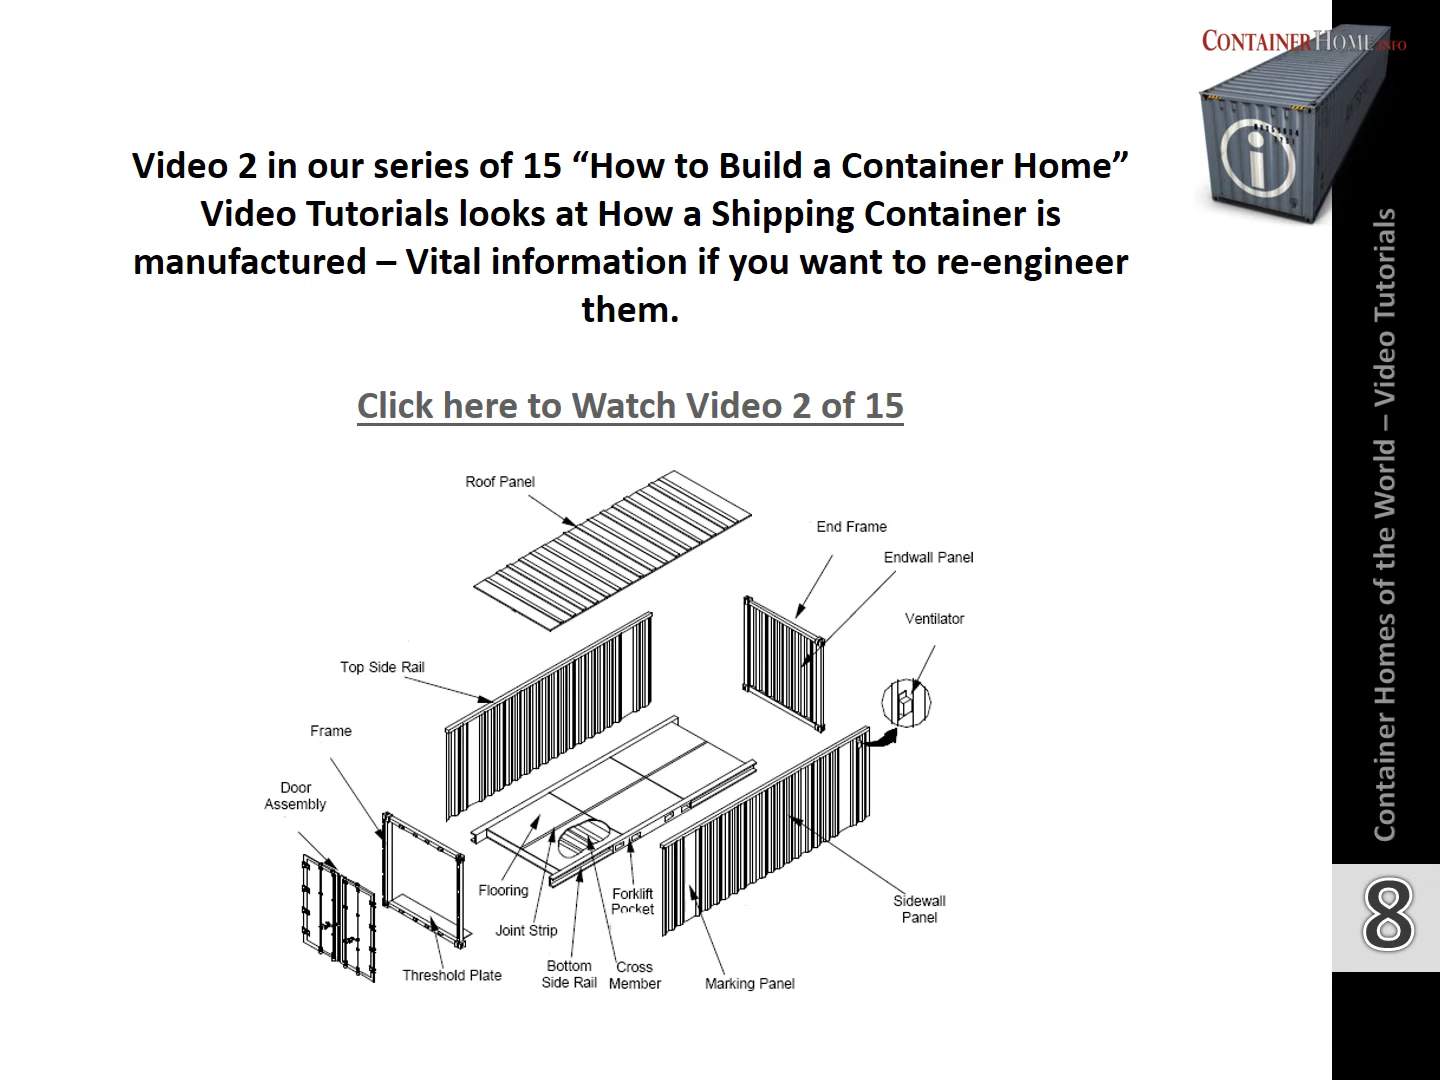 CONTAINERHOME.INFO
Video 2 in our series of 15 “How to Build a Container Home”
Video Tutorials looks at How a Shipping Container is
manufactured – Vital information if you want to re-engineer
them.
Click here to Watch Video 2 of 15
Roof Panel
End Frame
Endwall Panel
Ventilator
Top Side Rail
Frame
Door
Assembly
Flooring
Forklift
Pocket
Sidewall
Panel
Joint Strip
Threshold Plate
Bottom
Side Rail
Cross
Member
Marking Panel
Container Homes of the World – Video Tutorials
8